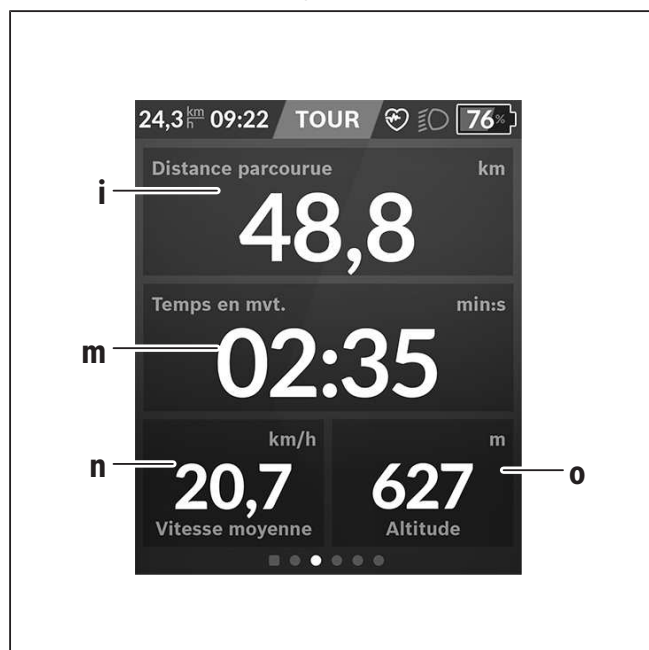 24,3 km/h 09:22 TOUR 76%
Distance parcourue km
i
48,8
Temps en mvt. min:s
m
02:35
km/h m
n
20,7 627
o
Vitesse moyenne Altitude